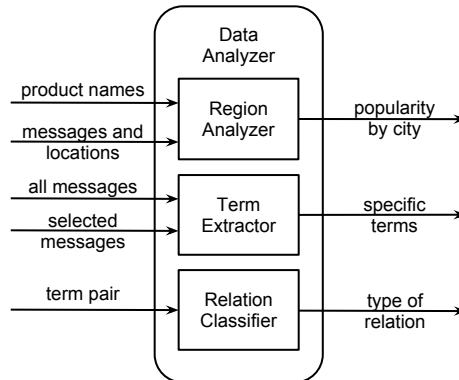 Data
Analyzer
product names
Region
Analyzer
popularity
by city
messages and
locations
all messages
Term
Extractor
specific
terms
selected
messages
term pair
Relation
Classifier
type of
relation